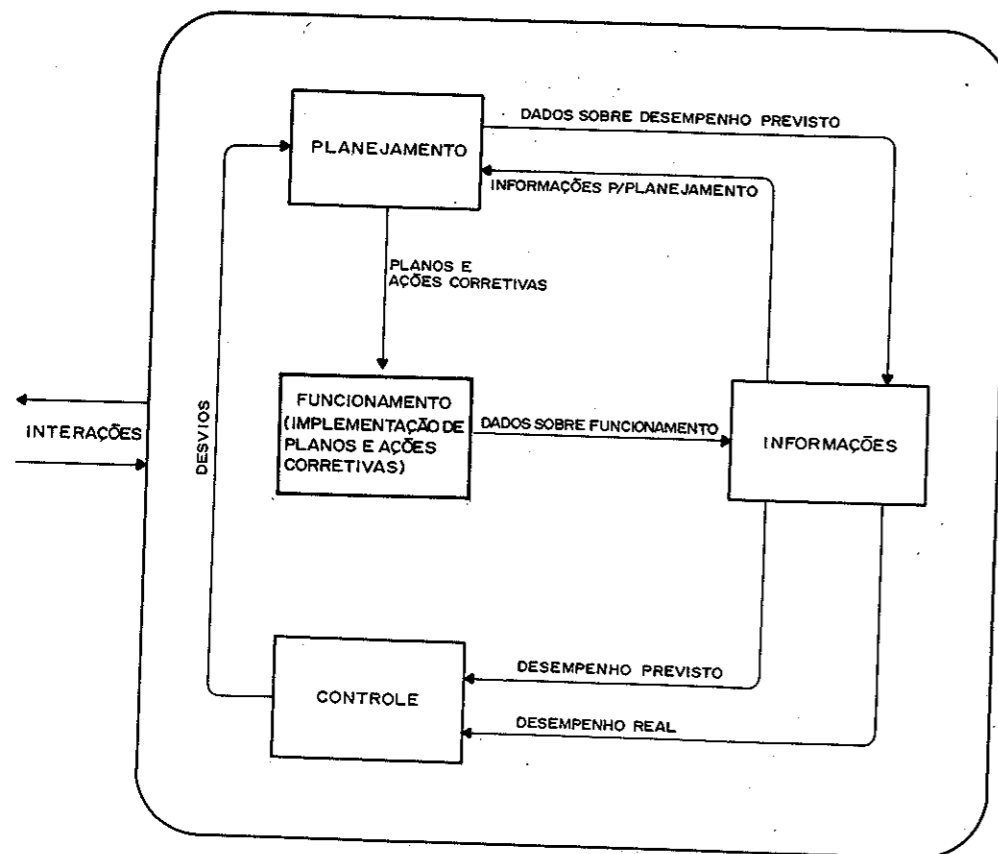 DADOS SOBRE DESEMPENHO PREVISTO
PLANEJAMENTO
INFORMAÇÕES P/PLANEJAMENTO
PLANOS E
AÇÕES CORRETIVAS
FUNCIONAMENTO
(IMPLEMENTAÇÃO DE
PLANOS E AÇÕES
CORRETIVAS)
DADOS SOBRE FUNCIONAMENTO
INFORMAÇÕES
INTERAÇÕES
DESVIOS
DESEMPENHO PREVISTO
CONTROLE
DESEMPENHO REAL